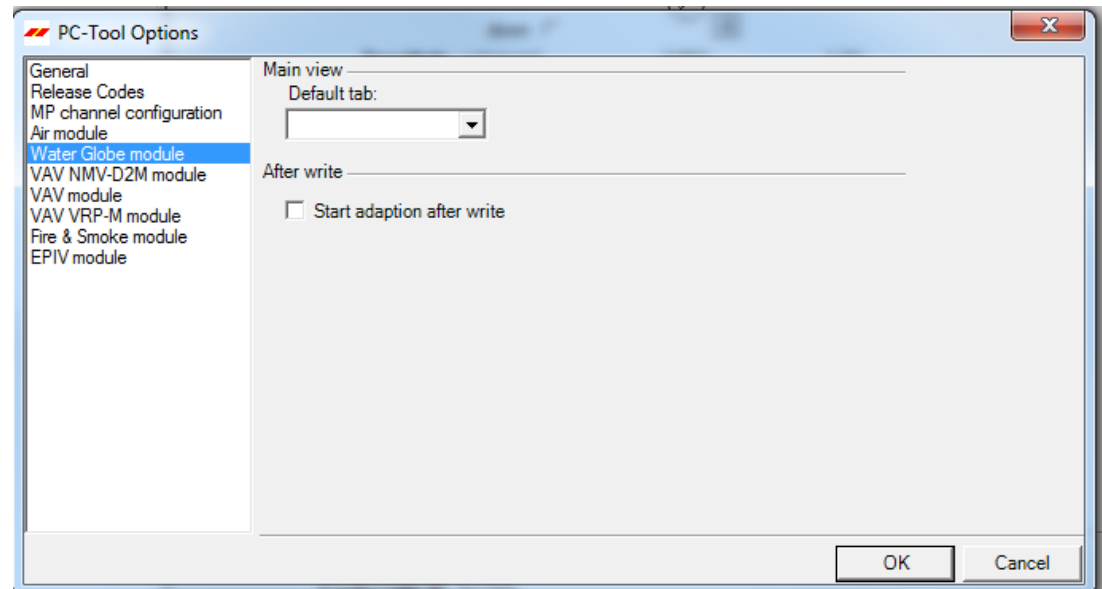 PC-Tool Options
General
Release Codes
MP channel configuration
Air module
Water Globe module
VAV NMV-D2M module
VAV module
VAV VRP-M module
Fire & Smoke module
EPIV module
Main view
Default tab:
After write
Start adaption after write
OK
Cancel